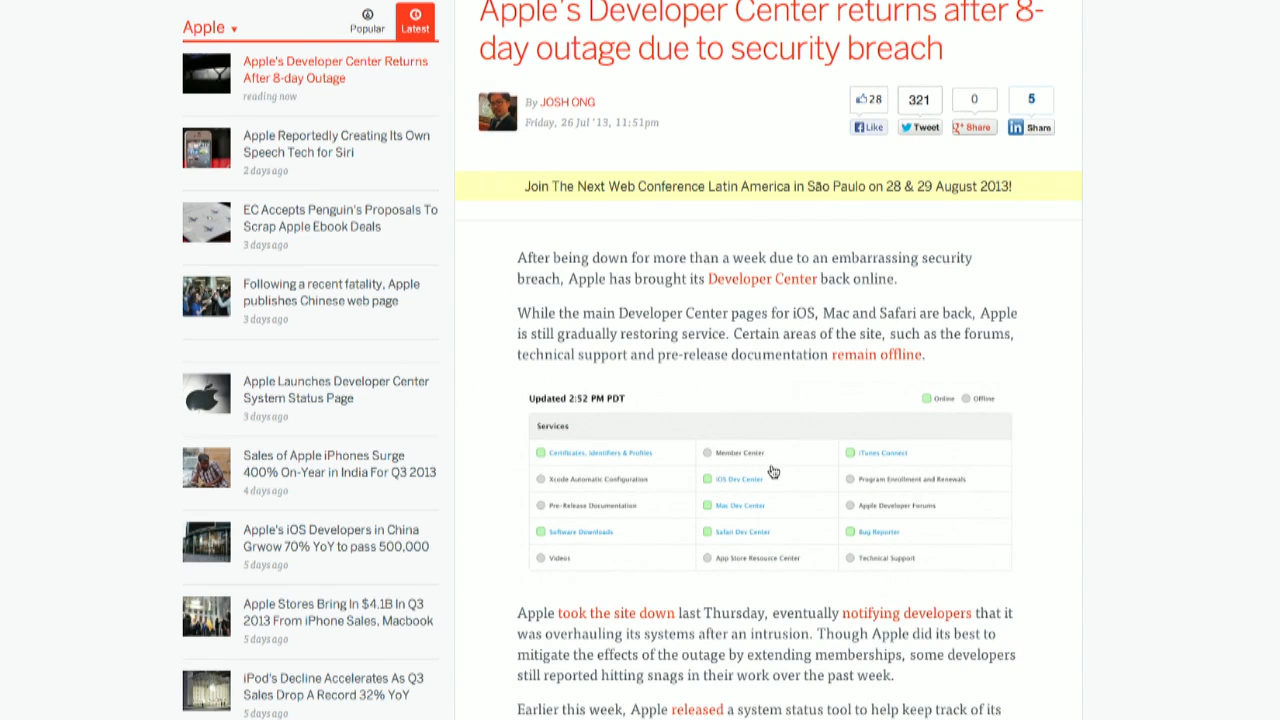 Apple
Popular
Latest
Apple's Developer Center Returns
After 8-day Outage
reading now
Apple Reportedly Creating Its Own
Speech Tech for Siri
2 days ago
EC Accepts Penguin's Proposals To
Scrap Apple Ebook Deals
3 days ago
Following a recent fatality, Apple
publishes Chinese web page
3 days ago
Apple Launches Developer Center
System Status Page
3 days ago
Sales of Apple iPhones Surge
400% On-Year in India For Q3 2013
4 days ago
Apple's iOS Developers in China
Grwow 70% YoY to pass 500,000
5 days ago
Apple Stores Bring In $4.1B In Q3
2013 From iPhone Sales, Macbook
5 days ago
iPod's Decline Accelerates As Q3
Sales Drop A Record 32% YoY
5 days ago
Apple's Developer Center returns after 8-
day outage due to security breach
By JOSH ONG
Friday, 26 Jul '13, 11:51pm
28 321 0 5
Like Tweet Share Share
Join The Next Web Conference Latin America in São Paulo on 28 & 29 August 2013!
After being down for more than a week due to an embarrassing security
breach, Apple has brought its Developer Center back online.
While the main Developer Center pages for iOS, Mac and Safari are back, Apple
is still gradually restoring service. Certain areas of the site, such as the forums,
technical support and pre-release documentation remain offline.
Updated 2:52 PM PDT
Online Offline
Services
Certificates, Identifiers & Profiles Member Center iTunes Connect
Xcode Automatic Configuration iOS Dev Center Program Enrollment and Renewals
Pre-Release Documentation Mac Dev Center Apple Developer Forums
Software Downloads Safari Dev Center Bug Reporter
Videos App Store Resource Center Technical Support
Apple took the site down last Thursday, eventually notifying developers that it
was overhauling its systems after an intrusion. Though Apple did its best to
mitigate the effects of the outage by extending memberships, some developers
still reported hitting snags in their work over the past week.
Earlier this week, Apple released a system status tool to help keep track of its